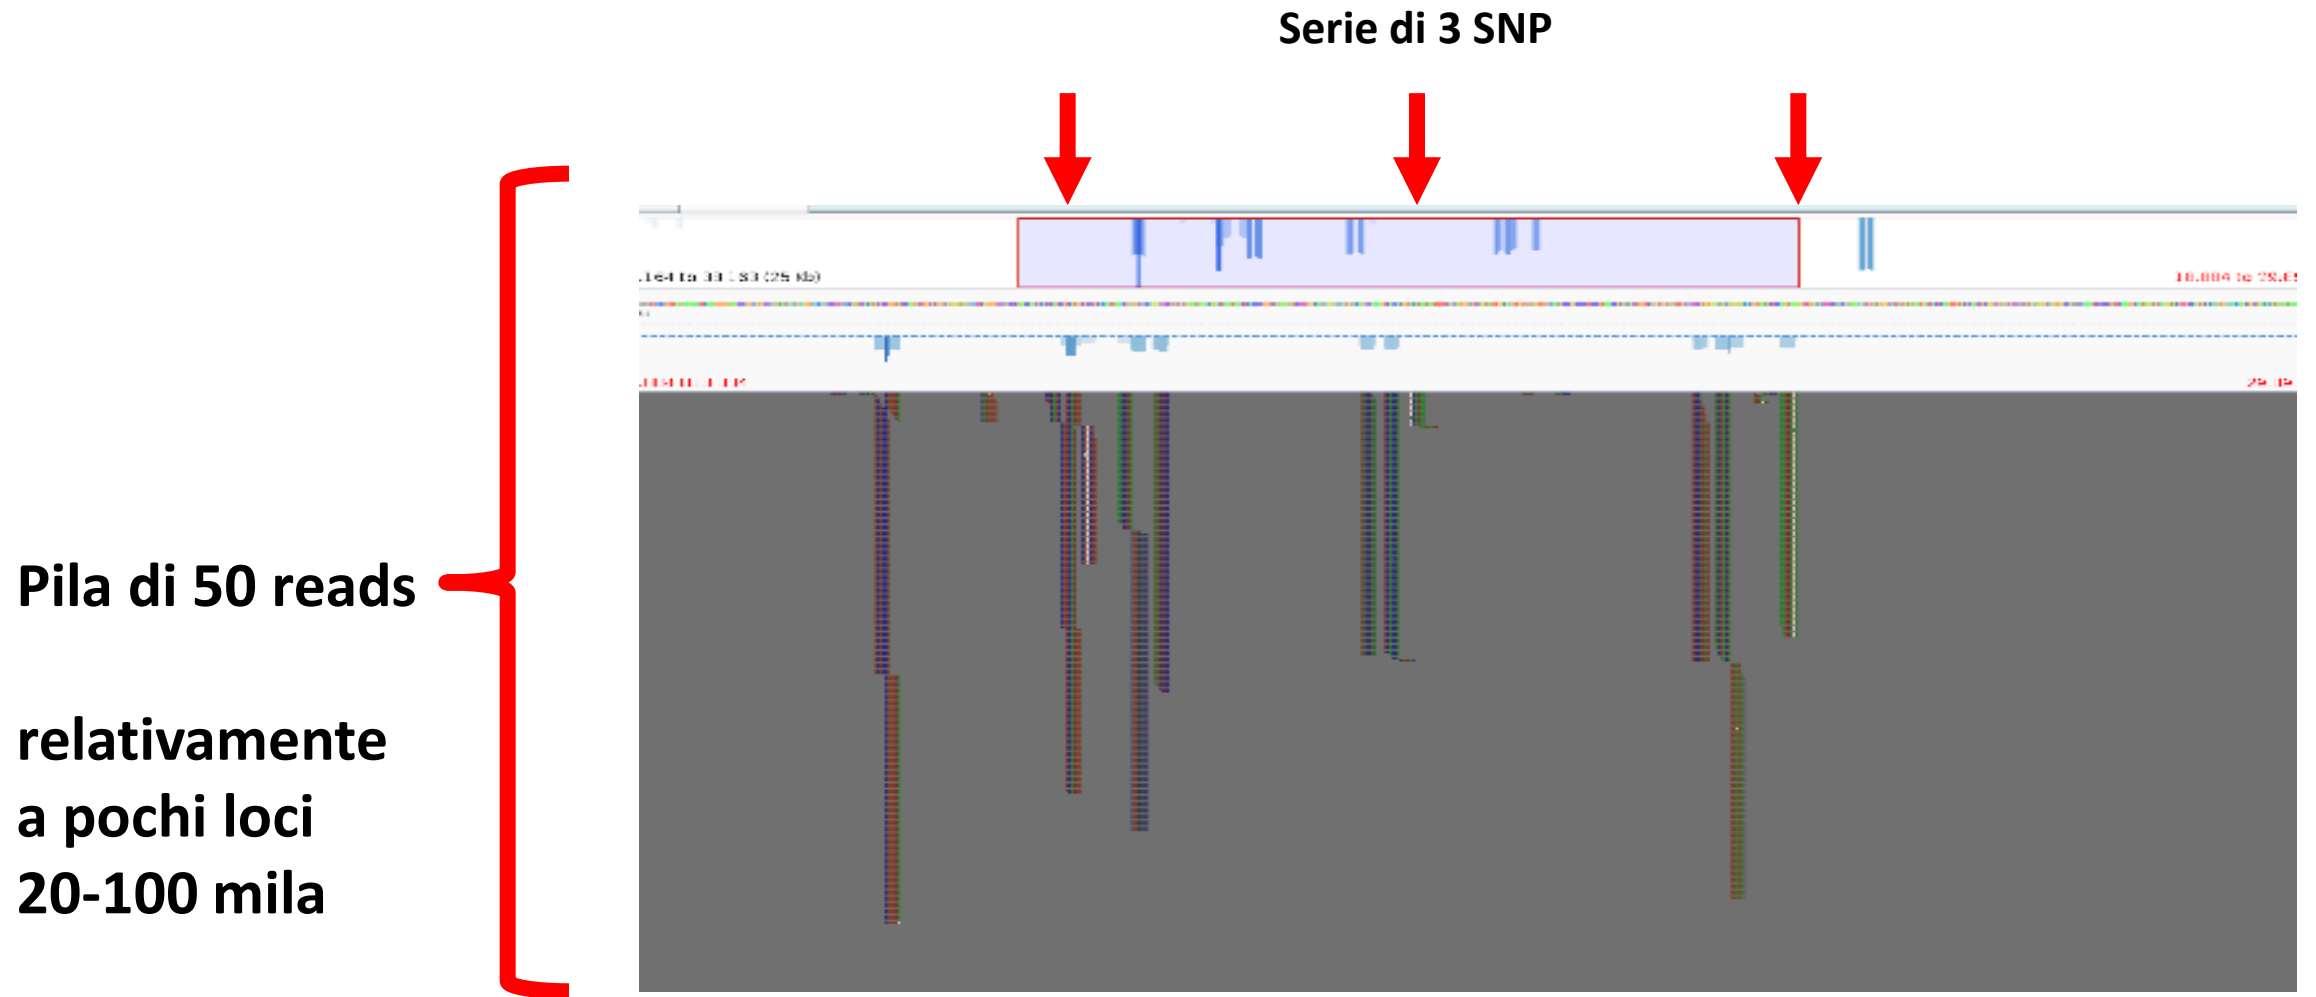 Serie di 3 SNP
Pila di 50 reads
relativamente
a pochi loci
20-100 mila